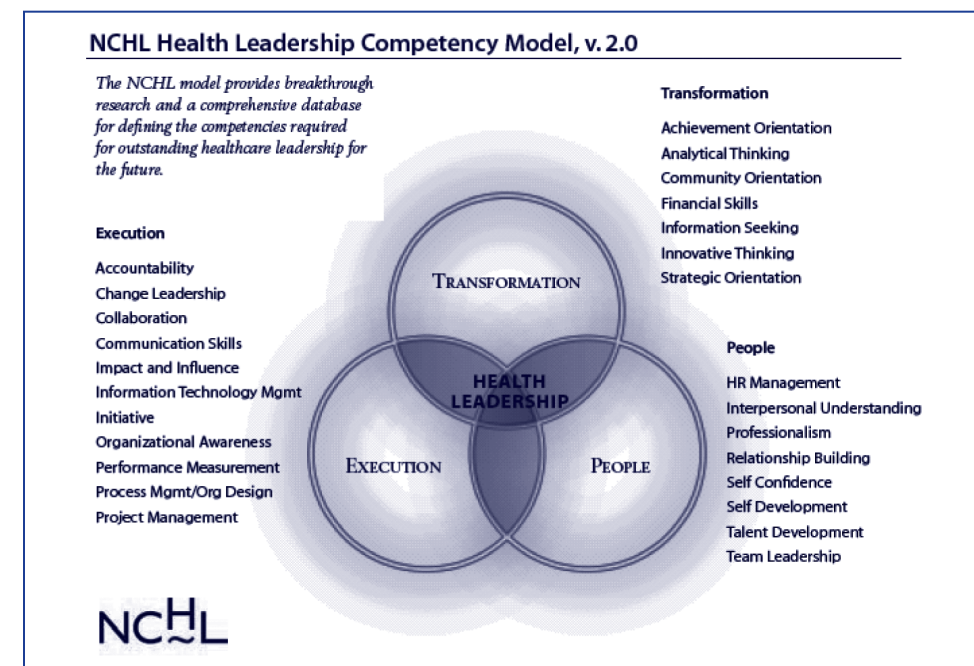 NCHL Health Leadership Competency Model, v. 2.0
The NCHL model provides breakthrough
research and a comprehensive database
for defining the competencies required
for outstanding healthcare leadership for
the future.
Transformation
Achievement Orientation
Analytical Thinking
Community Orientation
Financial Skills
Information Seeking
Innovative Thinking
Strategic Orientation
Execution
Accountability
Change Leadership
Collaboration
Communication Skills
Impact and Influence
Information Technology Mgmt
Initiative
Organizational Awareness
Performance Measurement
Process Mgmt/Org Design
Project Management
TRANSFORMATION
HEALTH
LEADERSHIP
EXECUTION
PEOPLE
People
HR Management
Interpersonal Understanding
Professionalism
Relationship Building
Self Confidence
Self Development
Talent Development
Team Leadership
NCHL